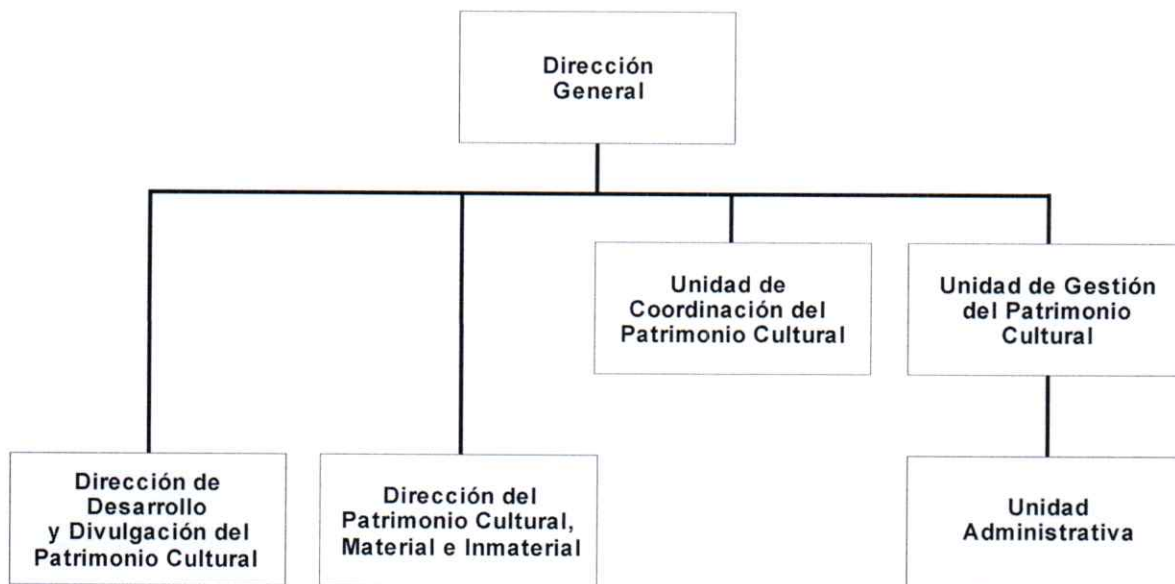 Dirección
General
Unidad de
Coordinación del
Patrimonio Cultural
Unidad de Gestión
del Patrimonio
Cultural
Dirección de
Desarrollo
y Divulgación del
Patrimonio Cultural
Dirección del
Patrimonio Cultural,
Material e Inmaterial
Unidad
Administrativa